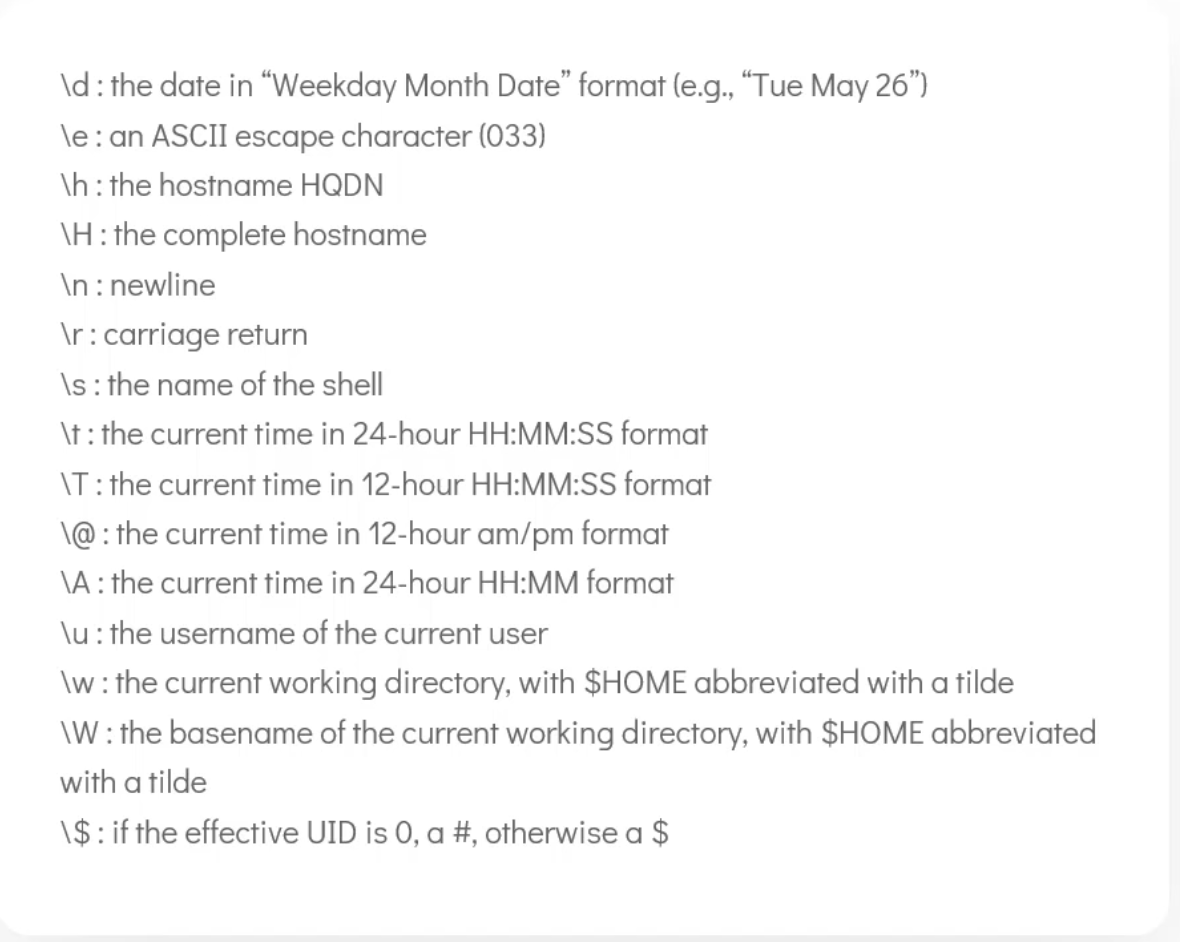 \d : the date in “Weekday Month Date” format (e.g., “Tue May 26”)
\e : an ASCII escape character (033)
\h : the hostname HQDN
\H : the complete hostname
\n : newline
\r : carriage return
\s : the name of the shell
\t : the current time in 24-hour HH:MM:SS format
\T : the current time in 12-hour HH:MM:SS format
\@ : the current time in 12-hour am/pm format
\A : the current time in 24-hour HH:MM format
\u : the username of the current user
\w : the current working directory, with $HOME abbreviated with a tilde
\W : the basename of the current working directory, with $HOME abbreviated
with a tilde
\$ : if the effective UID is 0, a #, otherwise a $